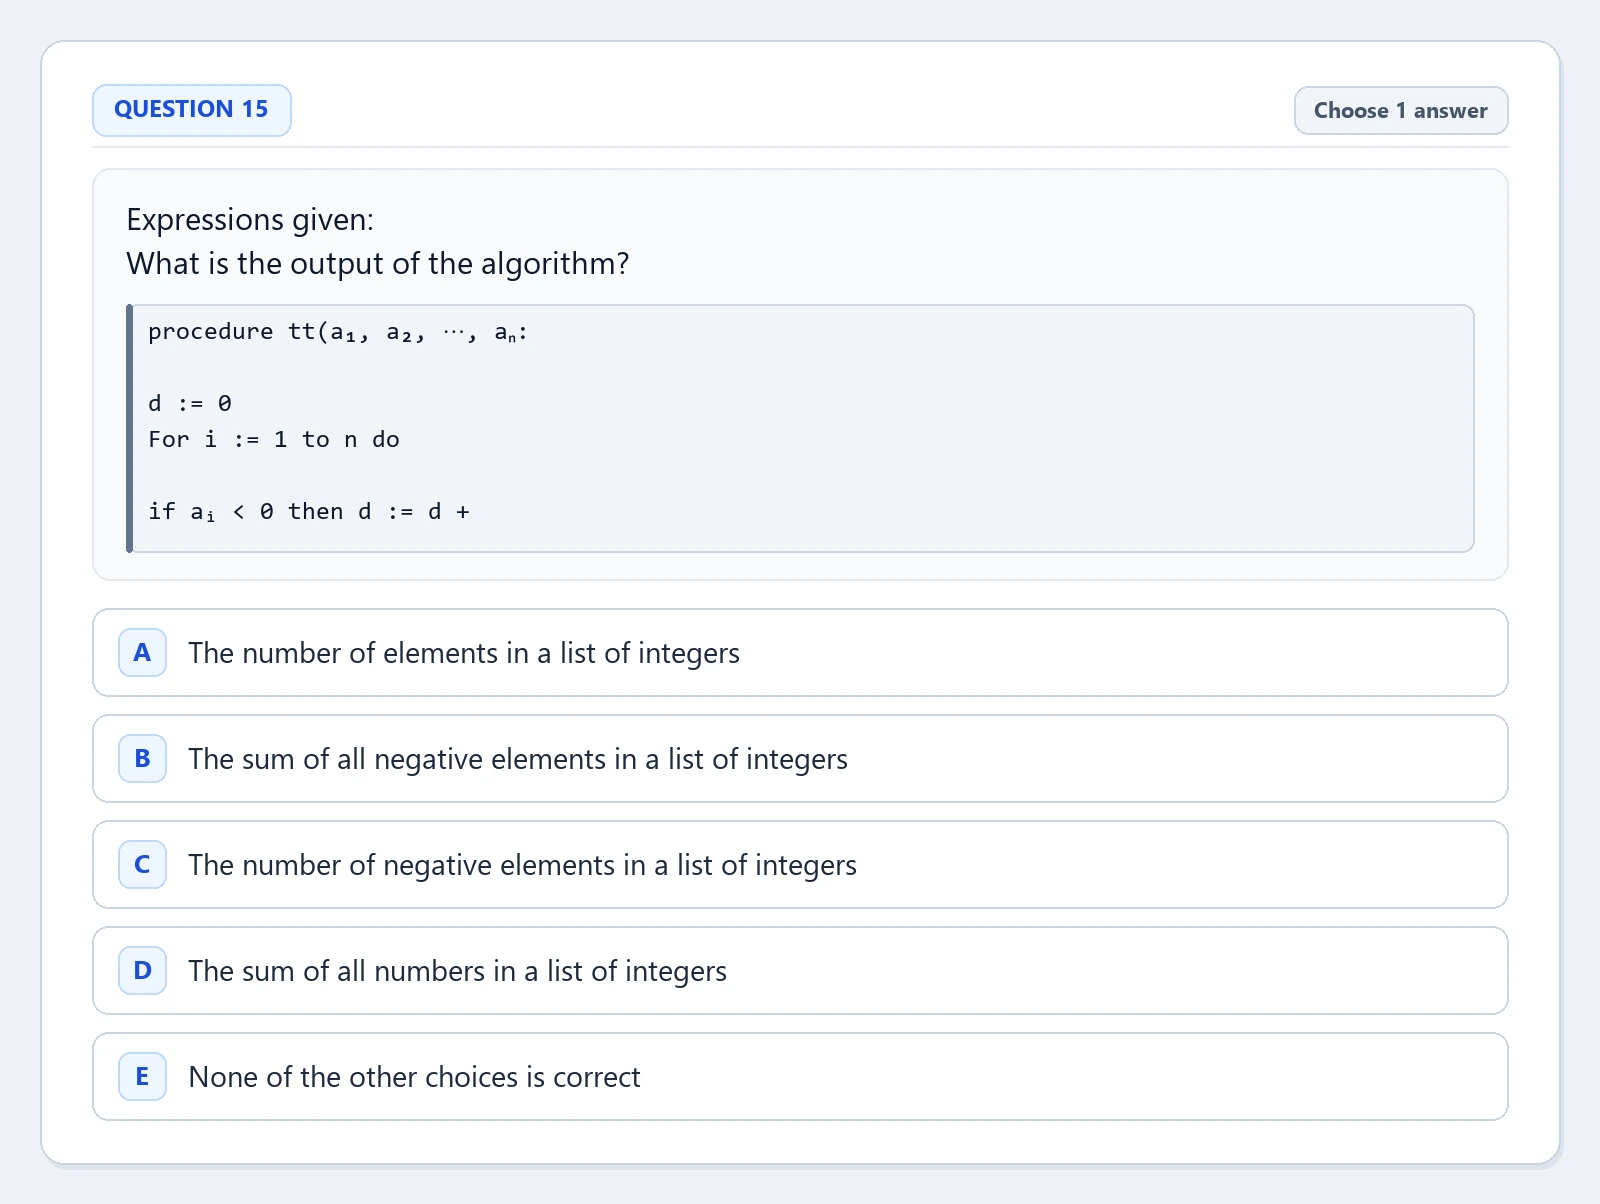 QUESTION 15
Choose 1 answer
Expressions given:
What is the output of the algorithm?
procedure tt(a₁, a₂, ⋯, aₙ:
d := 0
For i := 1 to n do
if aᵢ < 0 then d := d +
A The number of elements in a list of integers
B The sum of all negative elements in a list of integers
C The number of negative elements in a list of integers
D The sum of all numbers in a list of integers
E None of the other choices is correct